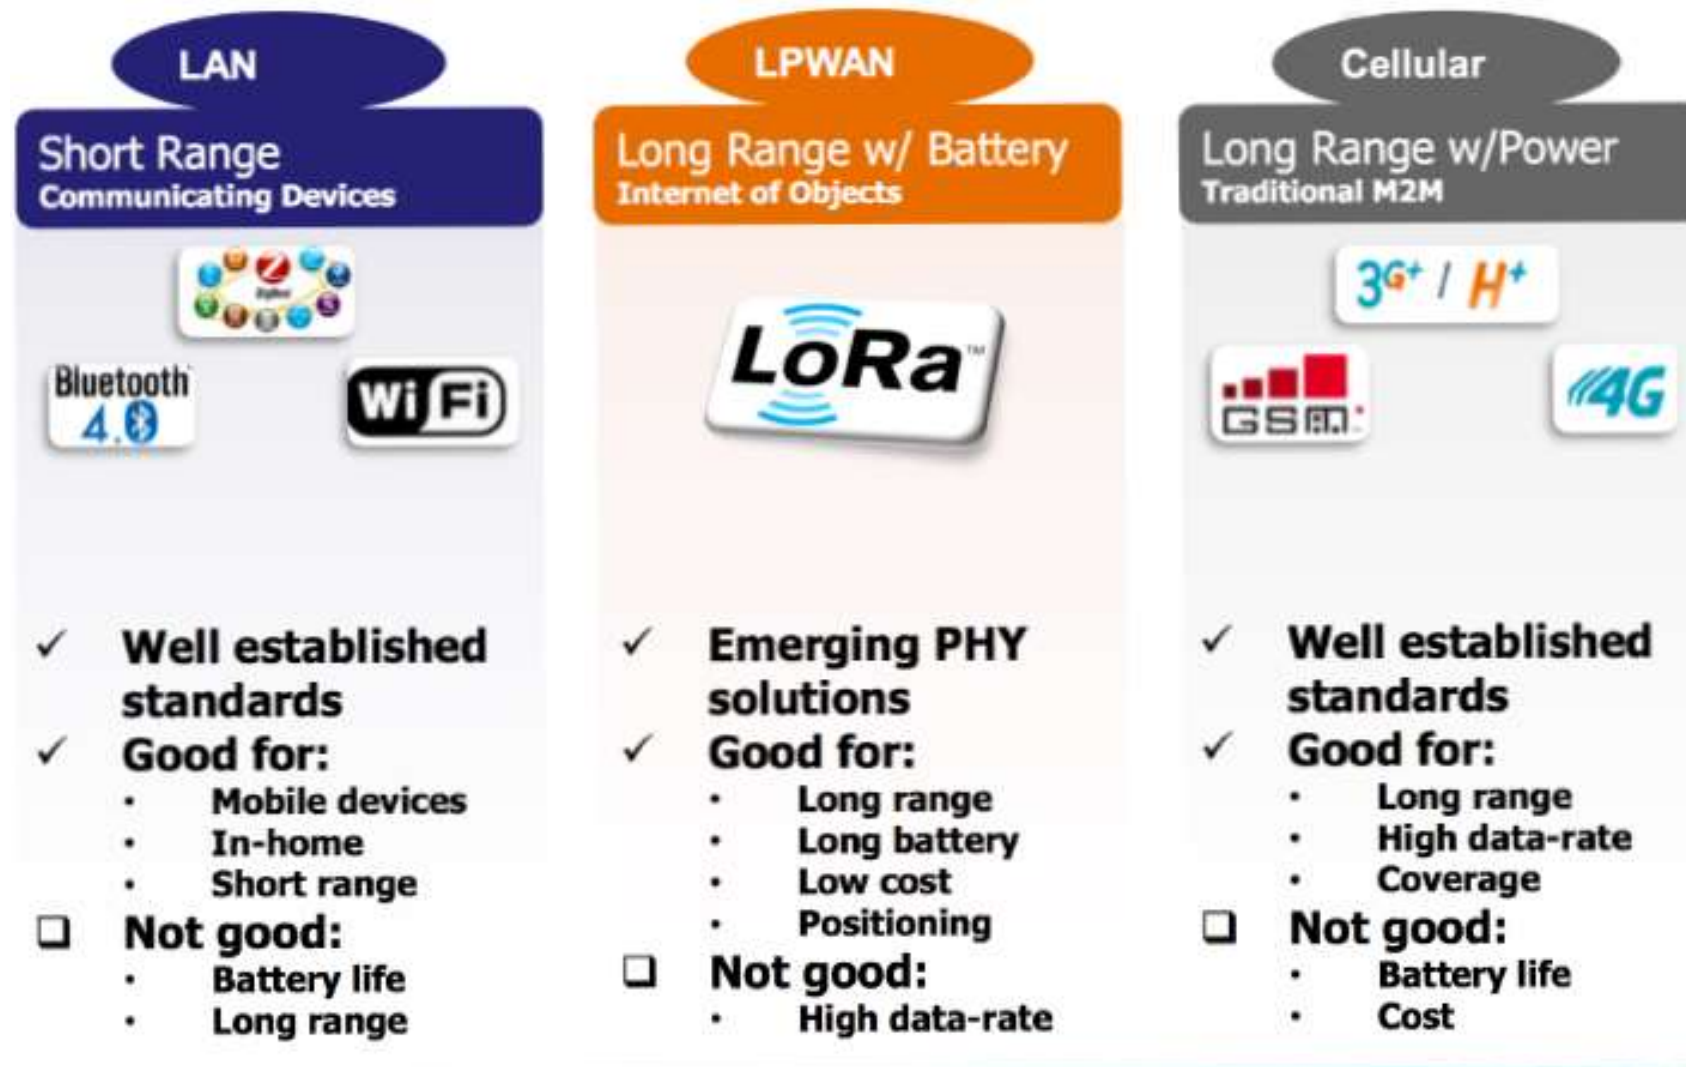 LAN
Short Range
Communicating Devices
ZigBee
Bluetooth
4.0
WiFi
✓ Well established
standards
✓ Good for:
· Mobile devices
· In-home
· Short range
❑ Not good:
· Battery life
· Long range
LPWAN
Long Range w/ Battery
Internet of Objects
LoRa™
✓ Emerging PHY
solutions
✓ Good for:
· Long range
· Long battery
· Low cost
· Positioning
❑ Not good:
· High data-rate
Cellular
Long Range w/Power
Traditional M2M
3G+ / H+
GSM
4G
✓ Well established
standards
✓ Good for:
· Long range
· High data-rate
· Coverage
❑ Not good:
· Battery life
· Cost